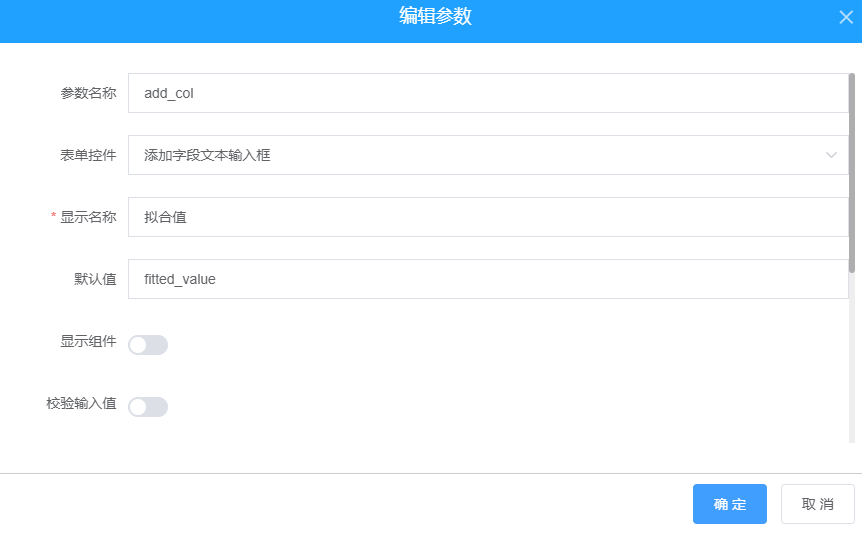 编辑参数
参数名称 add_col
表单控件 添加字段文本输入框
* 显示名称 拟合值
默认值 fitted_value
显示组件
校验输入值
确 定 取 消